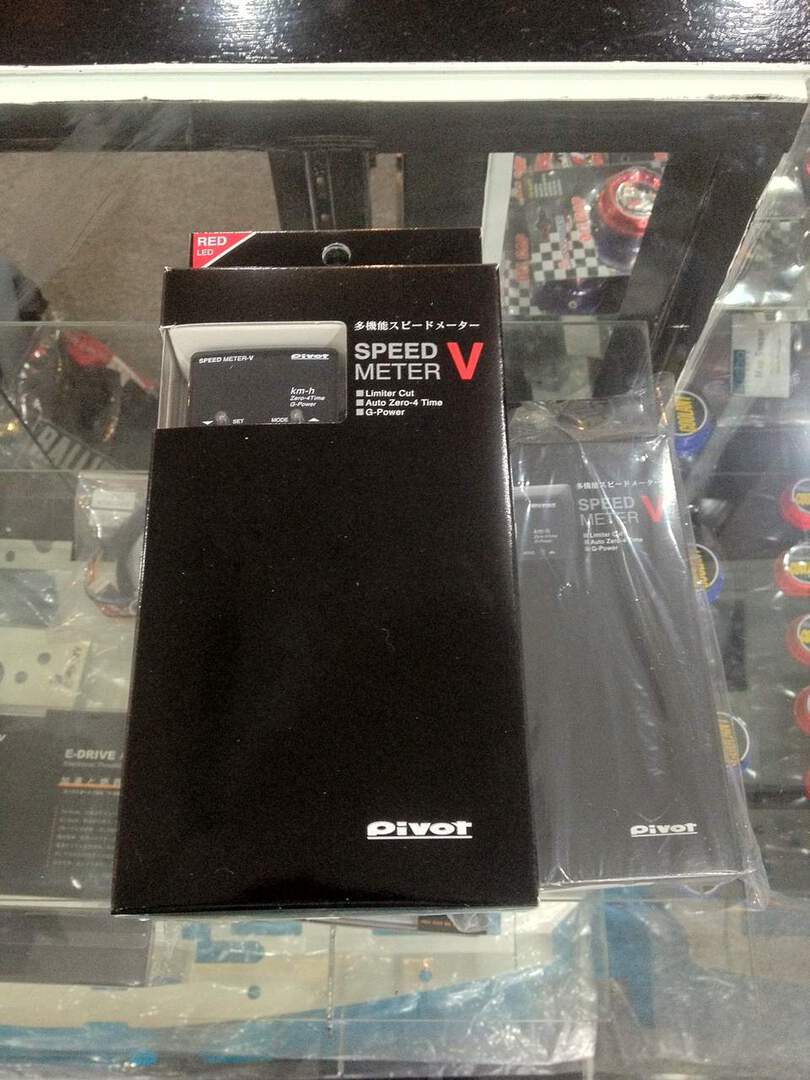 RED
LED
多機能スピードメーター
SPEED
METER V
Limiter Cut
Auto Zero-4 Time
G-Power
SPEED METER-V
Pivot
km-h
Zero-4Time
G-Power
SET
MODE
Pivot
多機能スピードメーター
SPEED
METER V
Limiter Cut
Auto Zero-4 Time
G-Power
km-h
Pivot
E-DRIVE